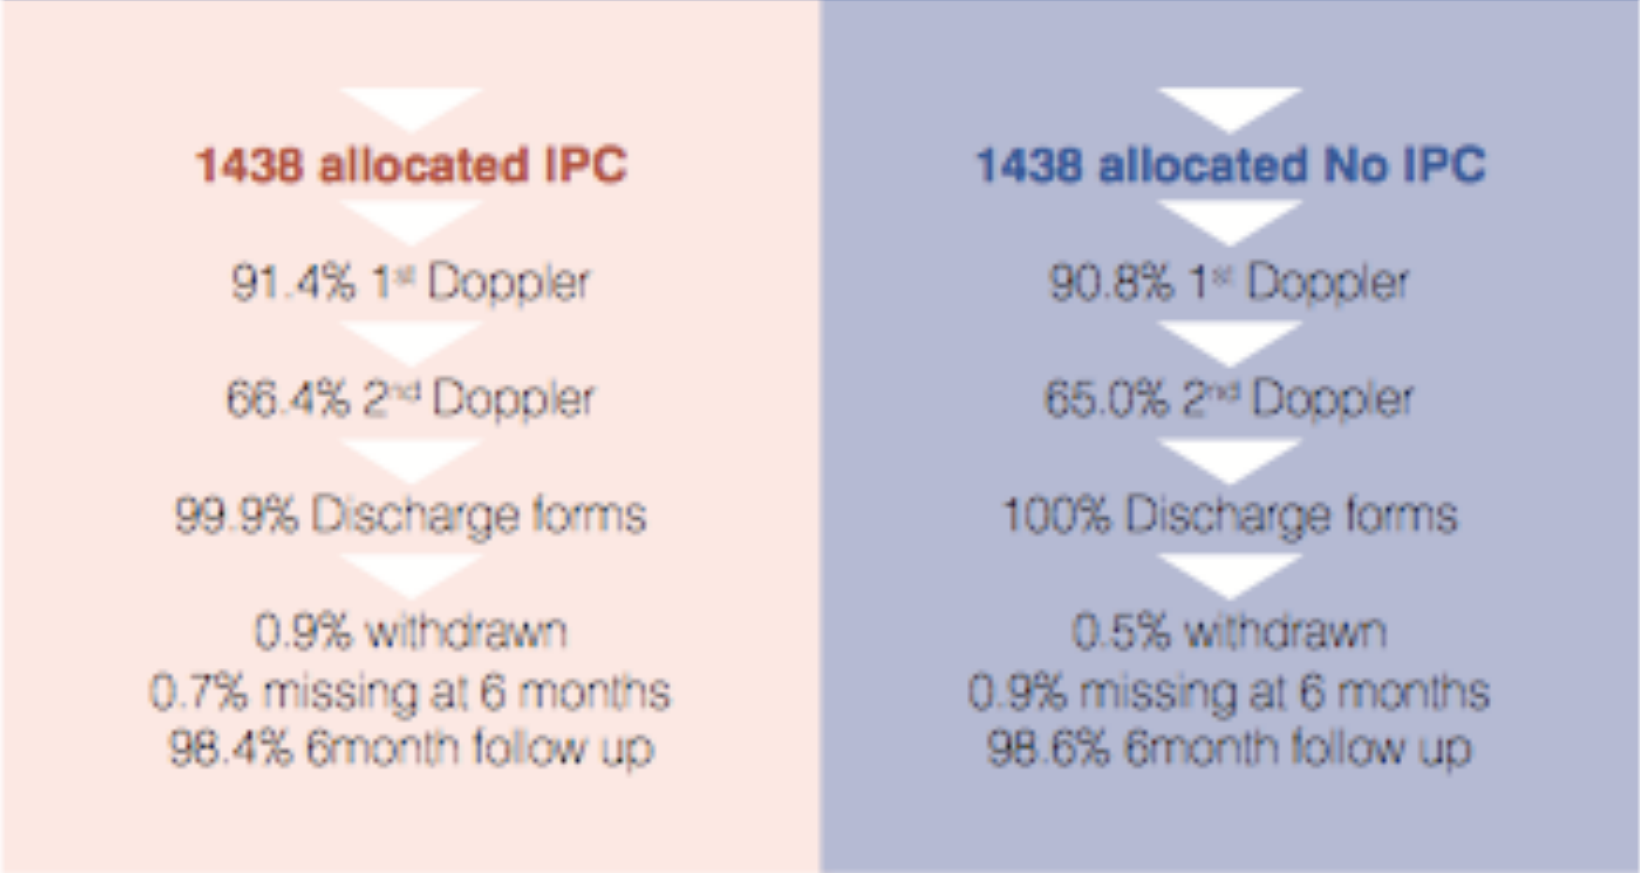 1438 allocated IPC
91.4% 1st Doppler
66.4% 2nd Doppler
99.9% Discharge forms
0.9% withdrawn
0.7% missing at 6 months
98.4% 6month follow up
1438 allocated No IPC
90.8% 1st Doppler
65.0% 2nd Doppler
100% Discharge forms
0.5% withdrawn
0.9% missing at 6 months
98.6% 6month follow up